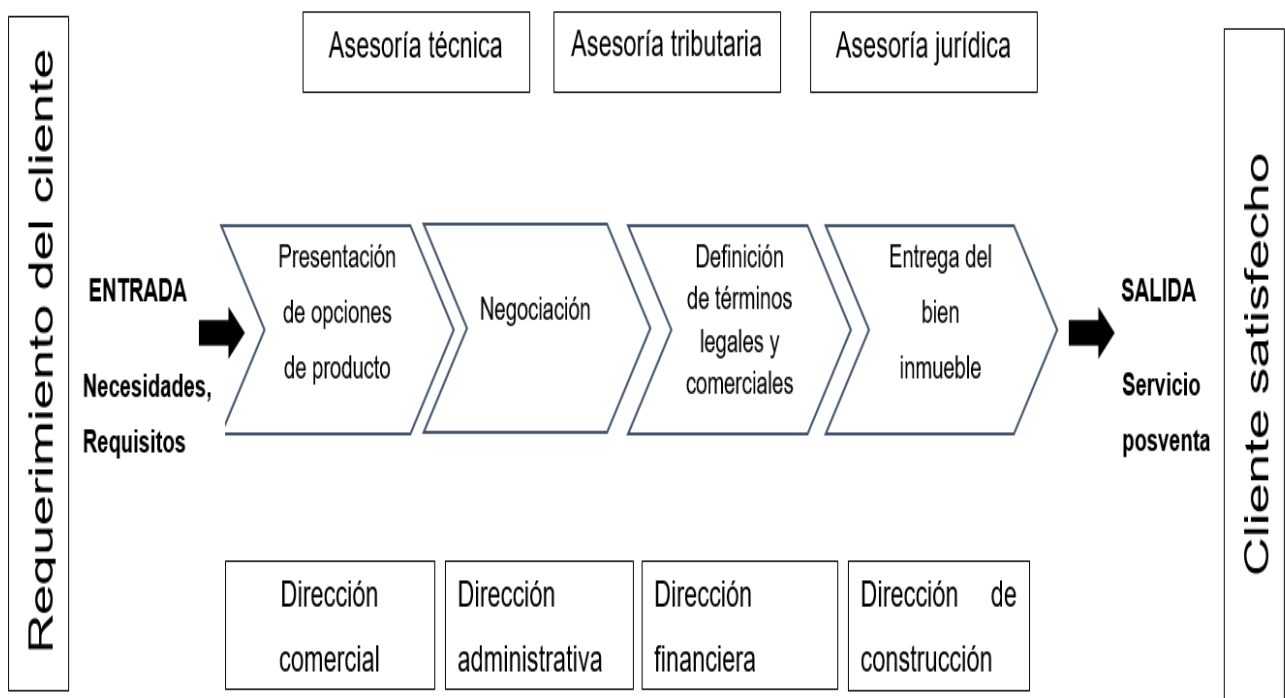 Requerimiento del cliente
Asesoría técnica
Asesoría tributaria
Asesoría jurídica
ENTRADA
Necesidades,
Requisitos
Presentación
de opciones
de producto
Negociación
Definición
de términos
legales y
comerciales
Entrega del
bien
inmueble
SALIDA
Servicio
posventa
Dirección
comercial
Dirección
administrativa
Dirección
financiera
Dirección de
construcción
Cliente satisfecho